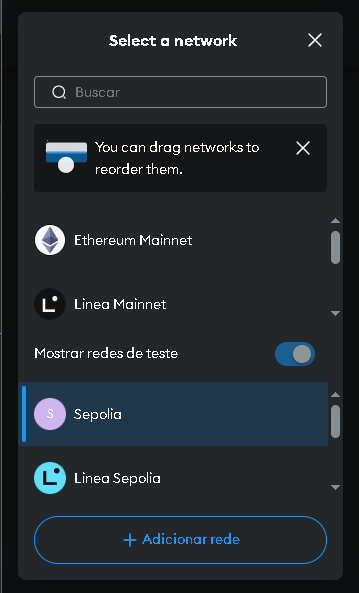 Select a network
Buscar
You can drag networks to
reorder them.
Ethereum Mainnet
L
Linea Mainnet
Mostrar redes de teste
S
Sepolia
L
Linea Sepolia
+ Adicionar rede